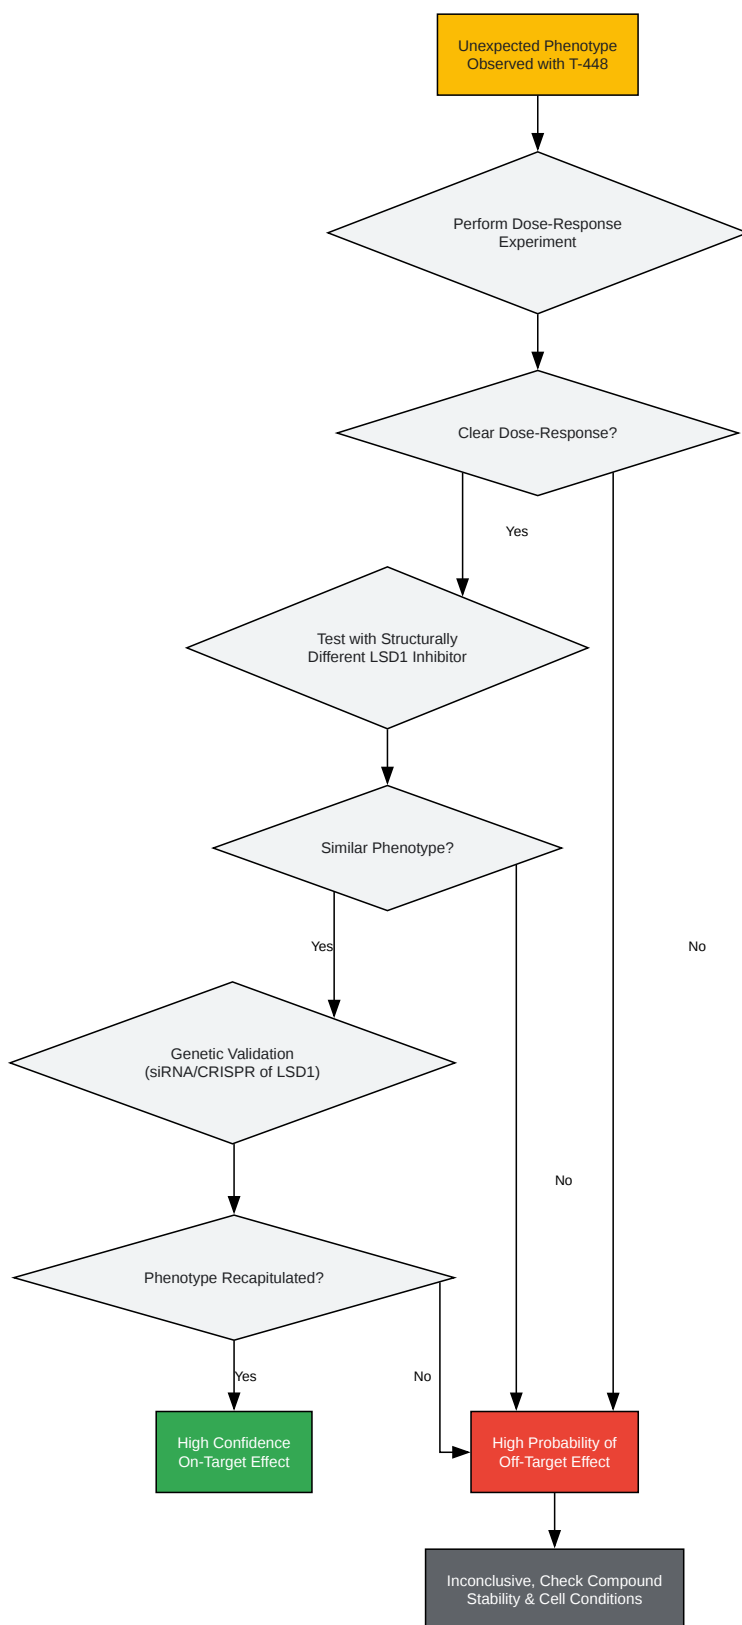 Unexpected Phenotype
Observed with T-448
Perform Dose-Response
Experiment
Clear Dose-Response?
Yes
Test with Structurally
Different LSD1 Inhibitor
Similar Phenotype?
Yes
No
Genetic Validation
(siRNA/CRISPR of LSD1)
No
Phenotype Recapitulated?
Yes
No
High Confidence
On-Target Effect
High Probability of
Off-Target Effect
Inconclusive, Check Compound
Stability & Cell Conditions